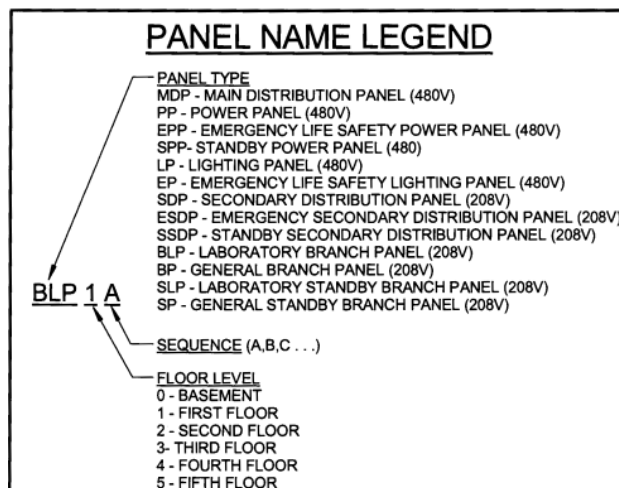 PANEL NAME LEGEND
PANEL TYPE
MDP - MAIN DISTRIBUTION PANEL (480V)
PP - POWER PANEL (480V)
EPP - EMERGENCY LIFE SAFETY POWER PANEL (480V)
SPP- STANDBY POWER PANEL (480)
LP - LIGHTING PANEL (480V)
EP - EMERGENCY LIFE SAFETY LIGHTING PANEL (480V)
SDP - SECONDARY DISTRIBUTION PANEL (208V)
ESDP - EMERGENCY SECONDARY DISTRIBUTION PANEL (208V)
SSDP - STANDBY SECONDARY DISTRIBUTION PANEL (208V)
BLP - LABORATORY BRANCH PANEL (208V)
BP - GENERAL BRANCH PANEL (208V)
SLP - LABORATORY STANDBY BRANCH PANEL (208V)
SP - GENERAL STANDBY BRANCH PANEL (208V)
BLP 1 A
SEQUENCE (A,B,C . . .)
FLOOR LEVEL
0 - BASEMENT
1 - FIRST FLOOR
2 - SECOND FLOOR
3- THIRD FLOOR
4 - FOURTH FLOOR
5 - FIFTH FLOOR